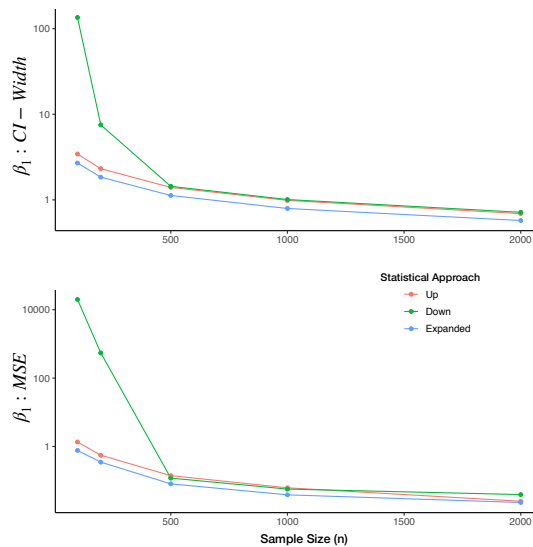 100
10
1
β₁ : CI − Width
500
1000
1500
2000
Statistical Approach
Up
Down
Expanded
10000
100
1
β₁ : MSE
500
1000
1500
2000
Sample Size (n)